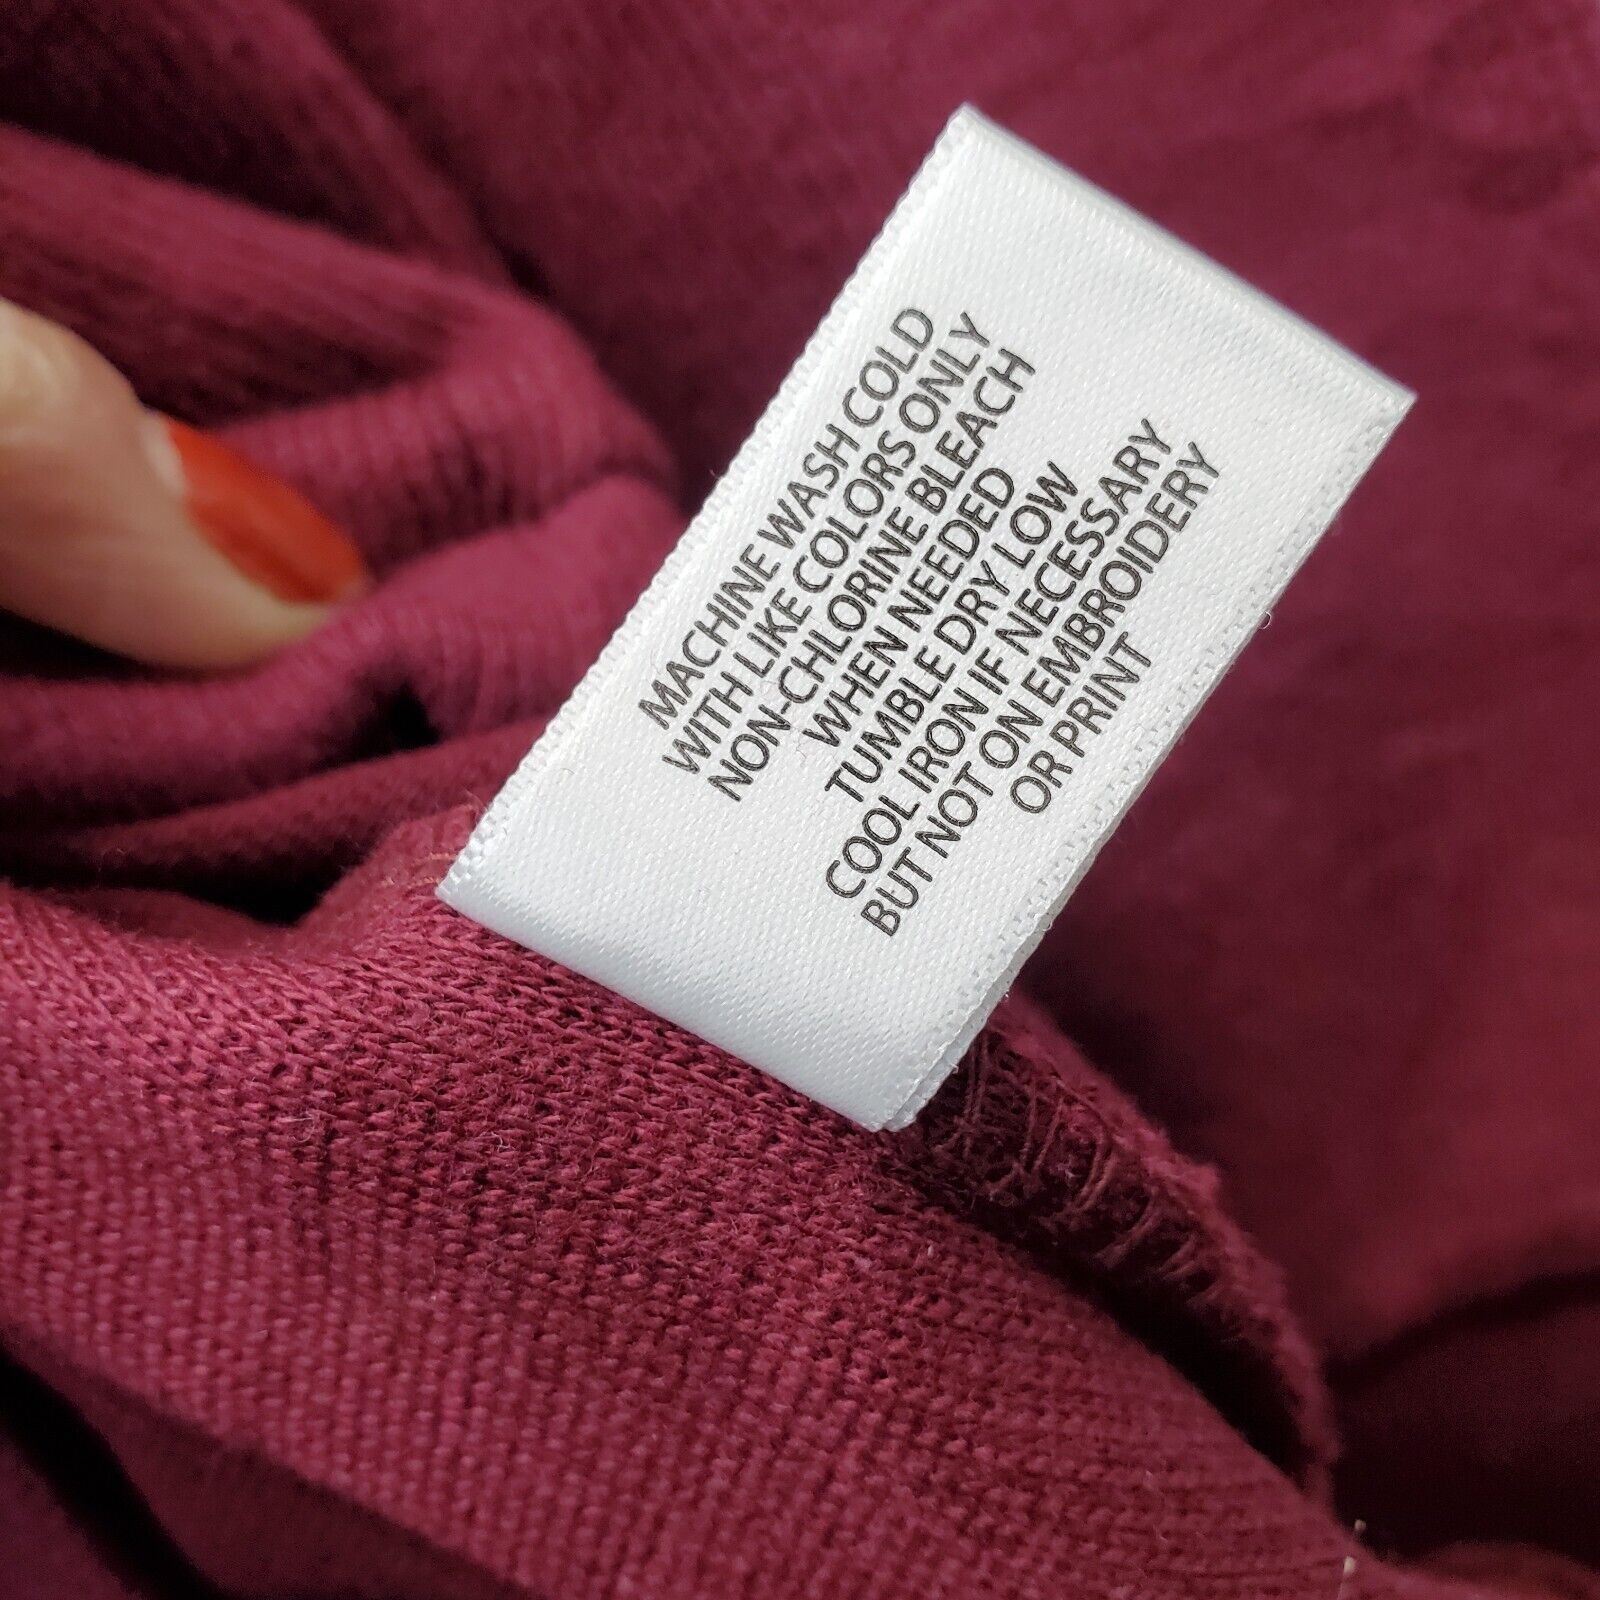 MACHINE WASH COLD
WITH LIKE COLORS ONLY
NON-CHLORINE BLEACH
WHEN NEEDED
TUMBLE DRY LOW
COOL IRON IF NECESSARY
BUT NOT ON EMBROIDERY
OR PRINT